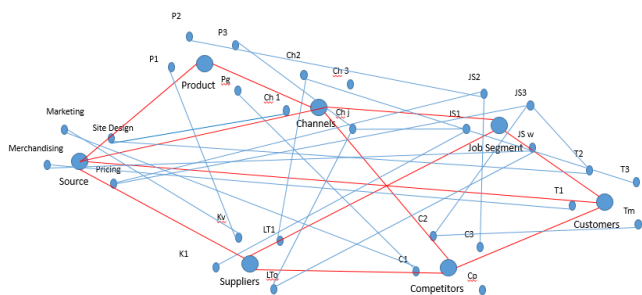 P2
P3
P1
Pg
Product
Ch2
Ch 3
Ch 1
Channels
Ch j
JS2
JS3
JS1
JS w
Job Segment
Marketing
Site Design
Merchandising
Source
Pricing
T2
T3
T1
Tm
Customers
Kv
K1
LT1
Suppliers
LTq
C2
C3
C1
Cp
Competitors